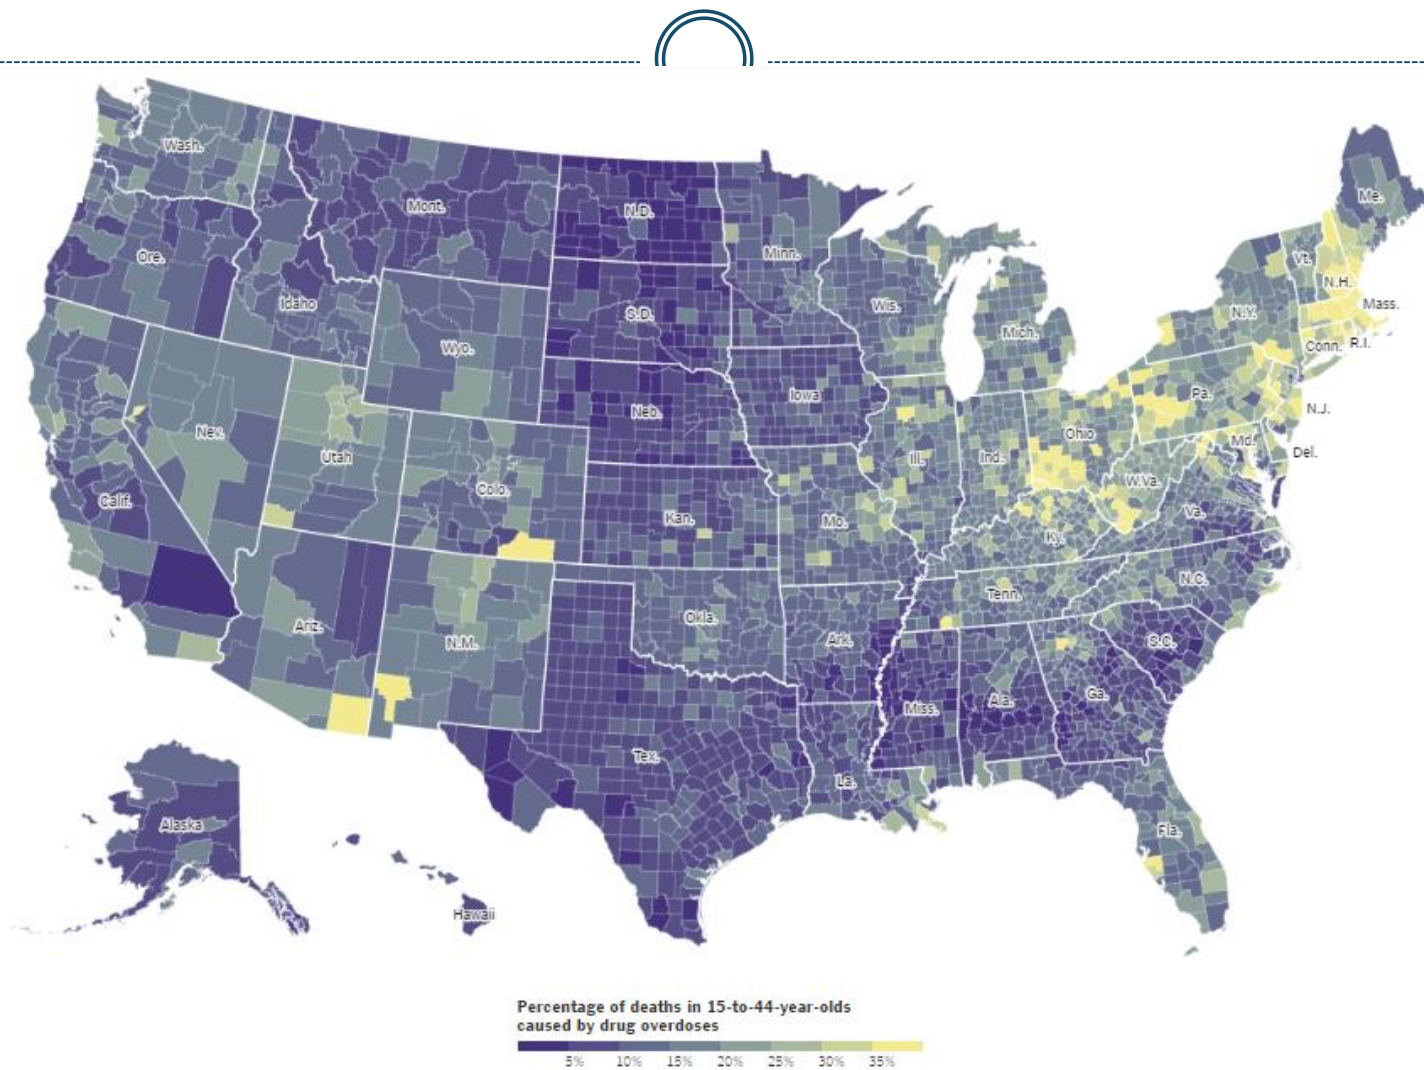 Wash.
Mont.
N.D.
Minn.
Me.
Ore.
Idaho
S.D.
Wis.
Mich.
Vt.
N.H.
N.Y.
Mass.
Conn.
R.I.
Wyo.
Iowa
Neb.
Pa.
N.J.
Nev.
Utah
Colo.
Ill.
Ind.
Ohio
Md.
Del.
W.Va.
Calif.
Kan.
Mo.
Ky.
Va.
Ariz.
N.M.
Okla.
Ark.
Tenn.
N.C.
S.C.
Miss.
Ala.
Ga.
Tex.
La.
Fla.
Alaska
Hawaii
Percentage of deaths in 15-to-44-year-olds
caused by drug overdoses
5% 10% 15% 20% 25% 30% 35%